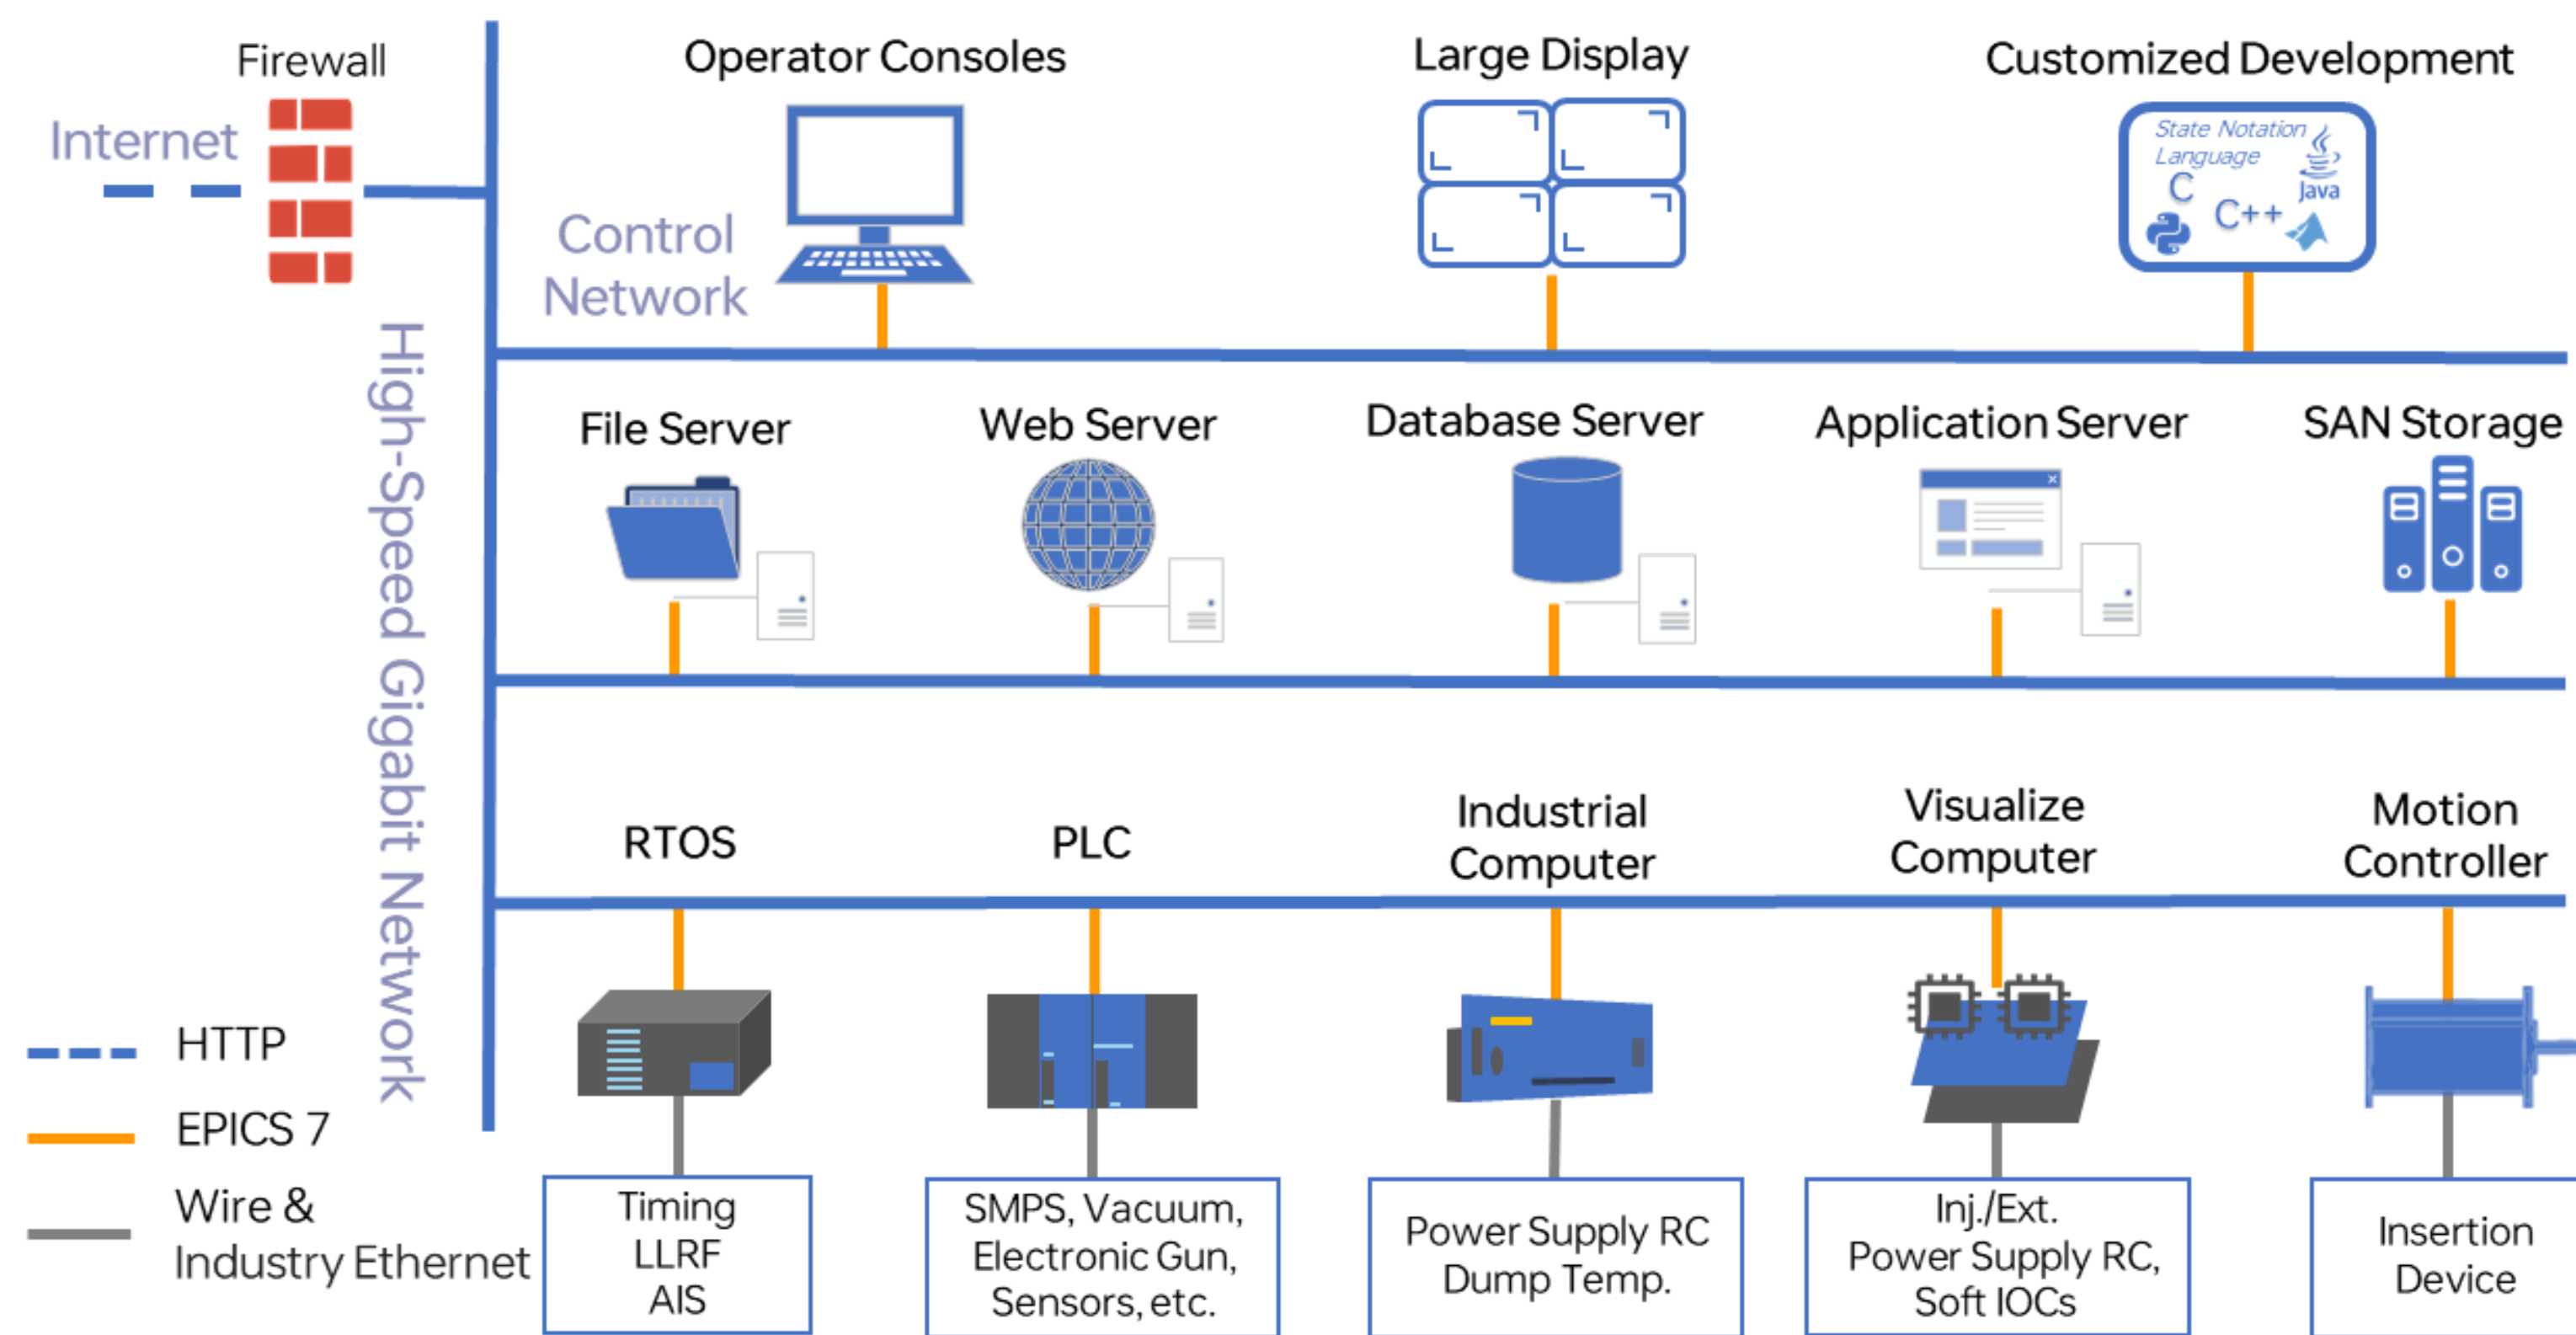 Firewall
Internet
Operator Consoles
Large Display
Customized Development
State Notation
Language
C
C++
Java
Control
Network
High-Speed Gigabit Network
File Server
Web Server
Database Server
Application Server
SAN Storage
RTOS
PLC
Industrial
Computer
Visualize
Computer
Motion
Controller
HTTP
EPICS 7
Wire &
Industry Ethernet
Timing
LLRF
AIS
SMPS, Vacuum,
Electronic Gun,
Sensors, etc.
Power Supply RC
Dump Temp.
Inj./Ext.
Power Supply RC,
Soft IOCs
Insertion
Device